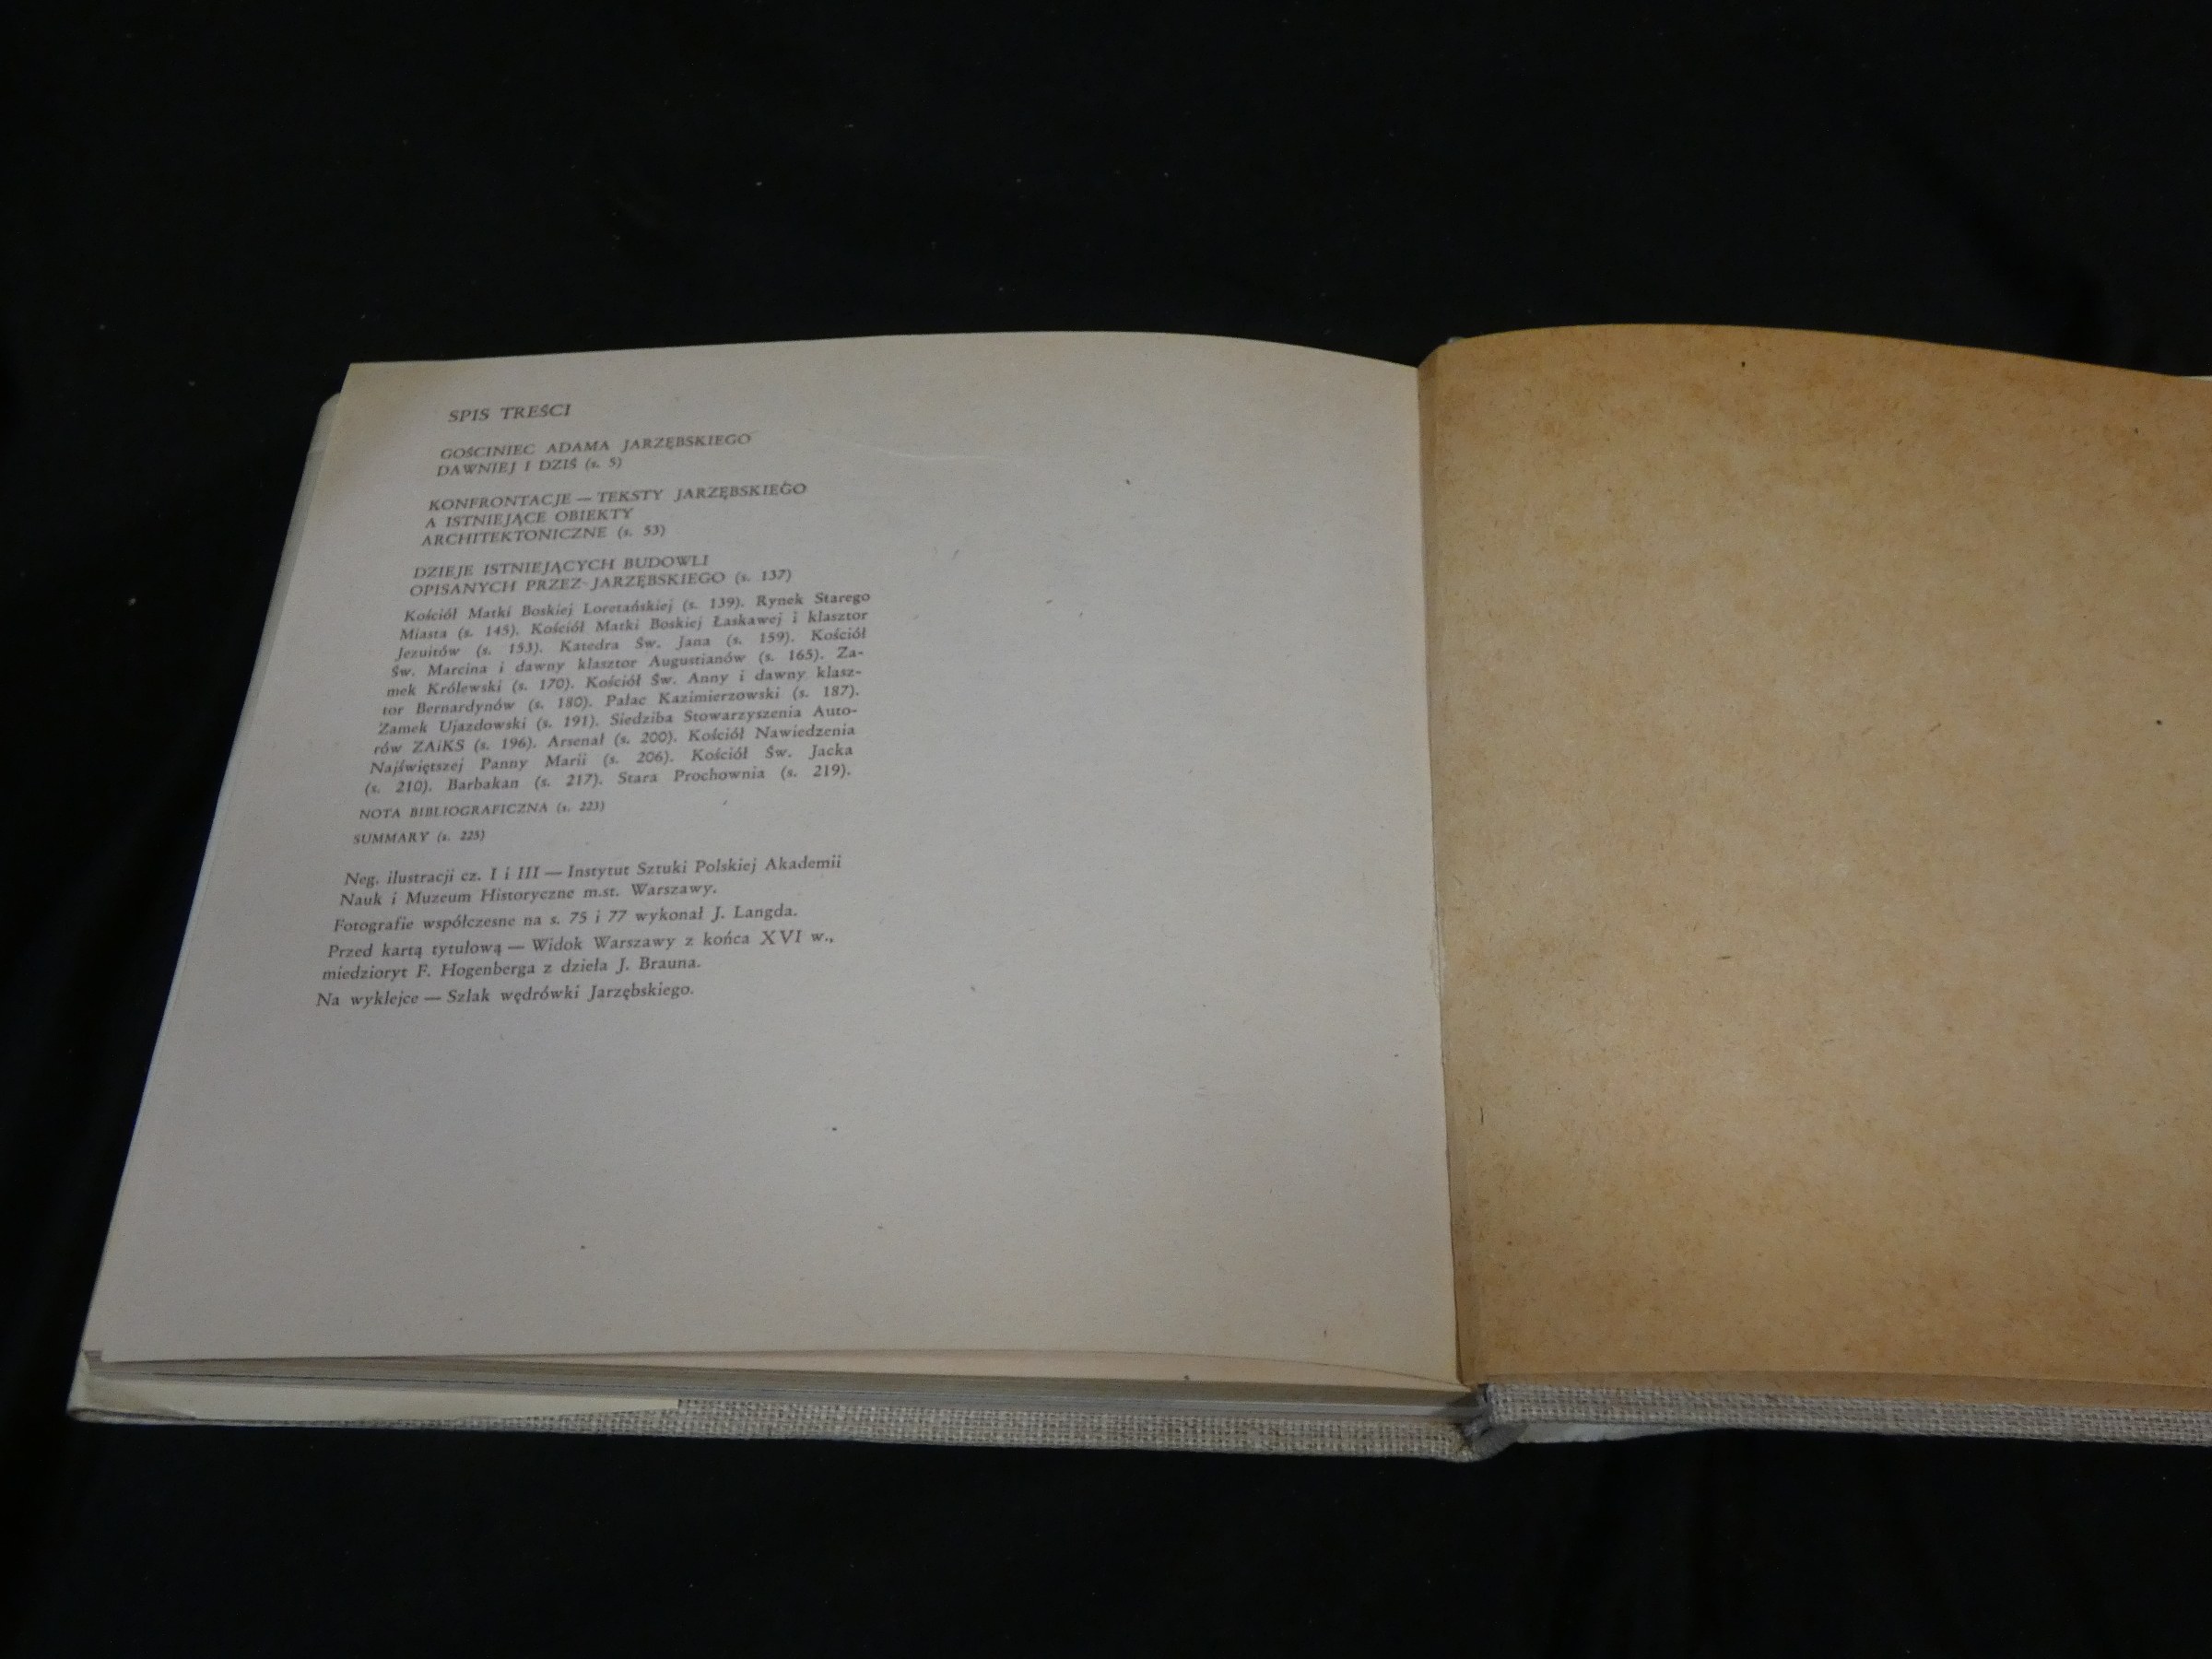 SPIS TREŚCI
GOŚCINIEC ADAMA JARZĘBSKIEGO
DAWNIEJ I DZIŚ (s. 5)
KONFRONTACJE — TEKSTY JARZĘBSKIEGO
A ISTNIEJĄCE OBIEKTY
ARCHITEKTONICZNE (s. 53)
DZIEJE ISTNIEJĄCYCH BUDOWLI
OPISANYCH PRZEZ JARZĘBSKIEGO (s. 137)
Kościół Matki Boskiej Loretańskiej (s. 139). Rynek Starego
Miasta (s. 145). Kościół Matki Boskiej Łaskawej i klasztor
Jezuitów (s. 153). Katedra Św. Jana (s. 159). Kościół
Św. Marcina i dawny klasztor Augustianów (s. 165). Za-
mek Królewski (s. 170). Kościół Św. Anny i dawny klasz-
tor Bernardynów (s. 180). Pałac Kazimierzowski (s. 187).
Zamek Ujazdowski (s. 191). Siedziba Stowarzyszenia Auto-
rów ZAiKS (s. 196). Arsenał (s. 200). Kościół Nawiedzenia
Najświętszej Panny Marii (s. 206). Kościół Św. Jacka
(s. 210). Barbakan (s. 217). Stara Prochownia (s. 219).
NOTA BIBLIOGRAFICZNA (s. 223)
SUMMARY (s. 225)
Neg. ilustracji cz. I i III — Instytut Sztuki Polskiej Akademii
Nauk i Muzeum Historyczne m.st. Warszawy.
Fotografie współczesne na s. 75 i 77 wykonał J. Langda.
Przed kartą tytułową — Widok Warszawy z końca XVI w.,
miedzioryt F. Hogenberga z dzieła J. Brauna.
Na wyklejce — Szlak wędrówki Jarzębskiego.